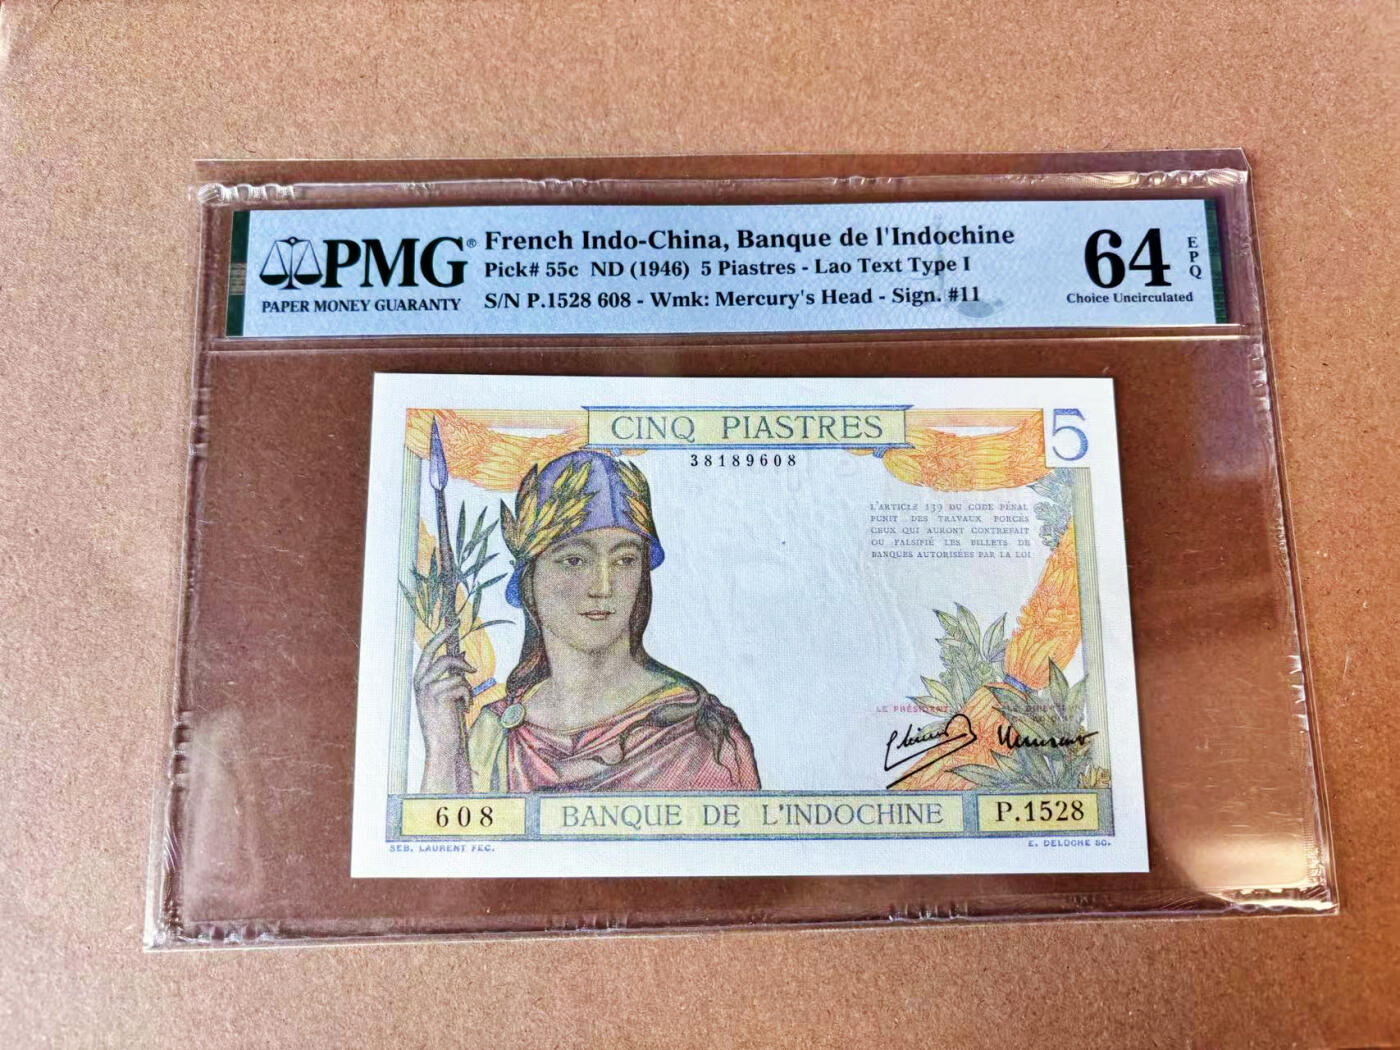 PMG®
PAPER MONEY GUARANTY
French Indo-China, Banque de l'Indochine
Pick# 55c ND (1946) 5 Piastres - Lao Text Type I
S/N P.1528 608 - Wmk: Mercury's Head - Sign. #11
64 EPQ
Choice Uncirculated
CINQ PIASTRES
5
38189608
L'ARTICLE 139 DU CODE PÉNAL
PUNIT DES TRAVAUX FORCÉS
CEUX QUI AURONT CONTREFAIT
OU FALSIFIÉ LES BILLETS DE
BANQUES AUTORISÉES PAR LA LOI
LE PRÉSIDENT
608
BANQUE DE L'INDOCHINE
P.1528
SEB. LAURENT FEC.
E. DELOCHE SC.